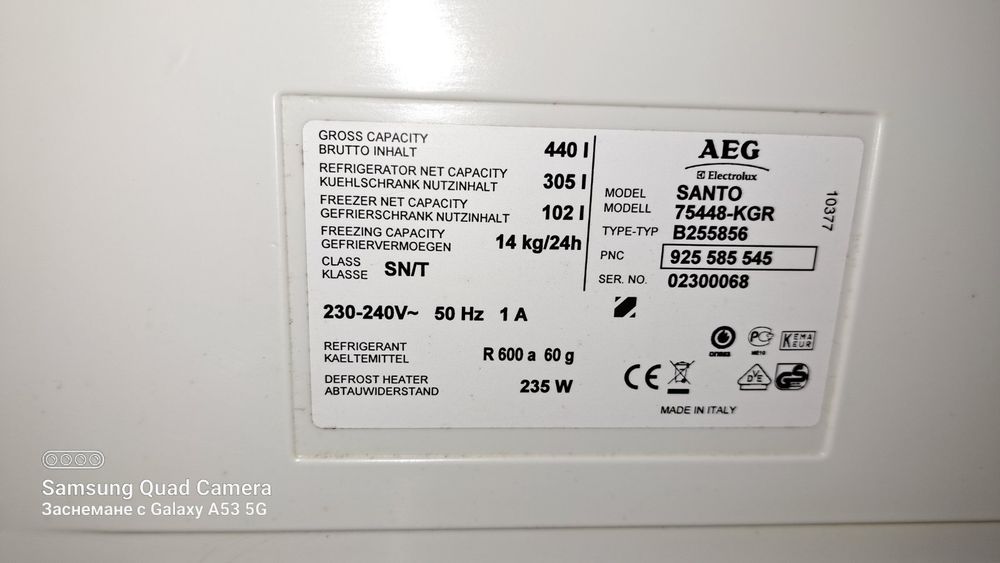 GROSS CAPACITY
BRUTTO INHALT 440 l
REFRIGERATOR NET CAPACITY
KUEHLSCHRANK NUTZINHALT 305 l
FREEZER NET CAPACITY
GEFRIERSCHRANK NUTZINHALT 102 l
FREEZING CAPACITY
GEFRIERVERMOEGEN 14 kg/24h
CLASS
KLASSE SN/T
230-240V~ 50 Hz 1 A
REFRIGERANT
KAELTEMITTEL R 600 a 60 g
DEFROST HEATER
ABTAUWIDERSTAND 235 W
AEG
Electrolux
MODEL SANTO
MODELL 75448-KGR
TYPE-TYP B255856
PNC 925 585 545
SER. NO. 02300068
10377
KEMA
EUR
CE
VDE
GS
MADE IN ITALY
Samsung Quad Camera
Заснемане с Galaxy A53 5G